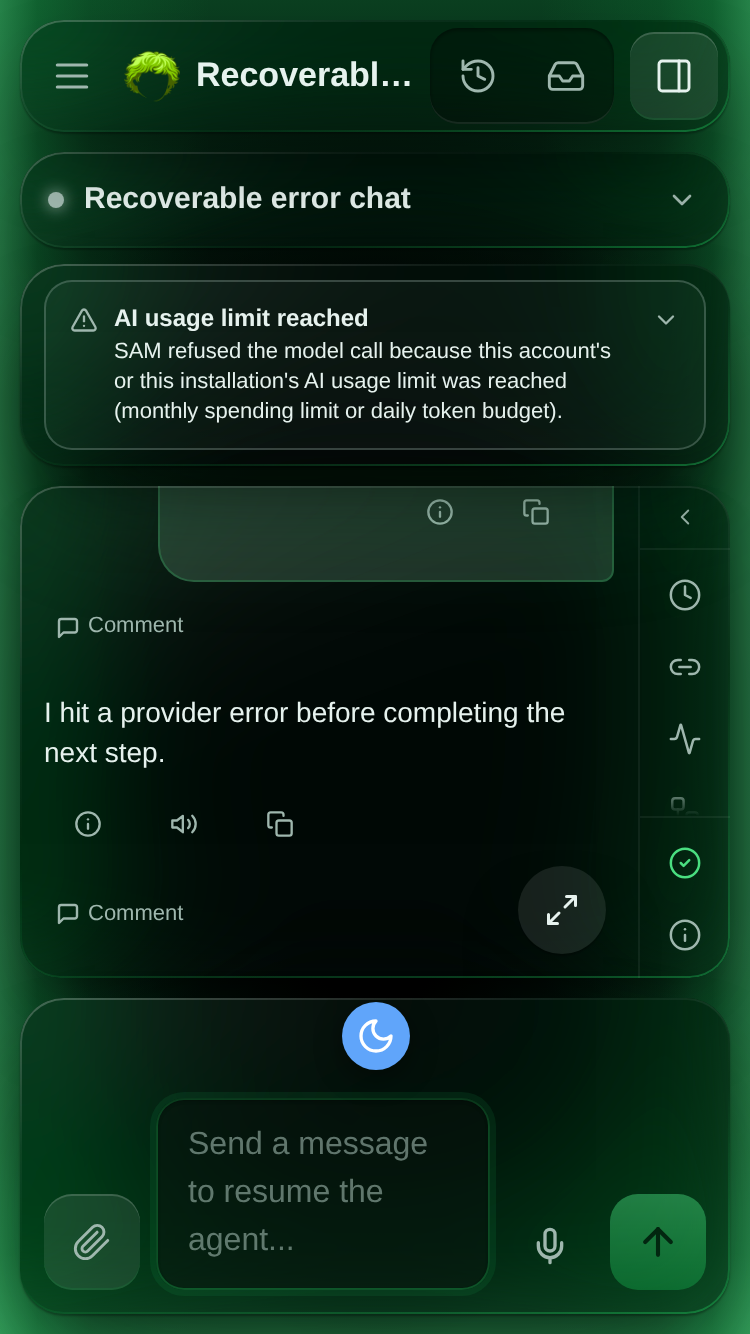 Recoverabl...
Recoverable error chat
AI usage limit reached
SAM refused the model call because this account's
or this installation's AI usage limit was reached
(monthly spending limit or daily token budget).
Comment
I hit a provider error before completing the
next step.
Comment
Send a message
to resume the
agent...